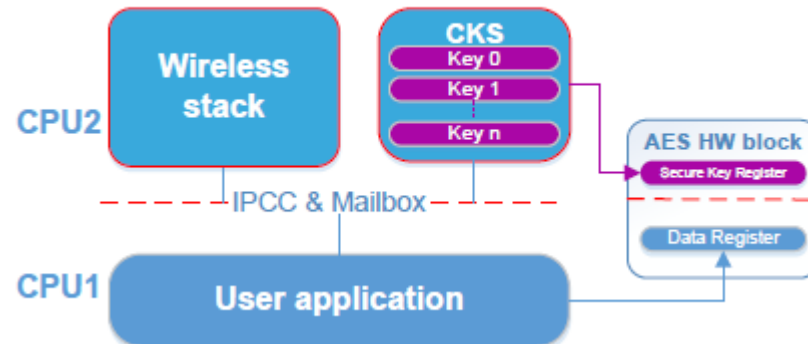 Wireless
stack
CKS
Key 0
Key 1
Key n
CPU2
AES HW block
Secure Key Register
IPCC & Mailbox
Data Register
CPU1
User application